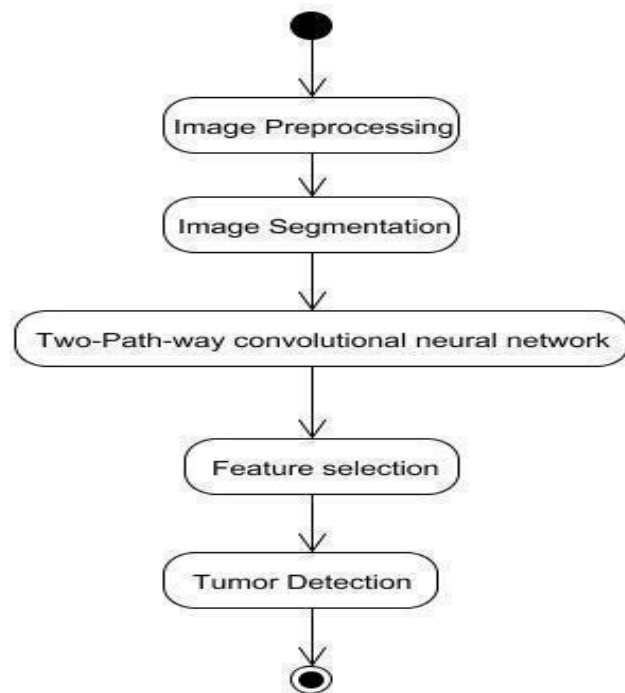 Image Preprocessing
Image Segmentation
Two-Path-way convolutional neural network
Feature selection
Tumor Detection